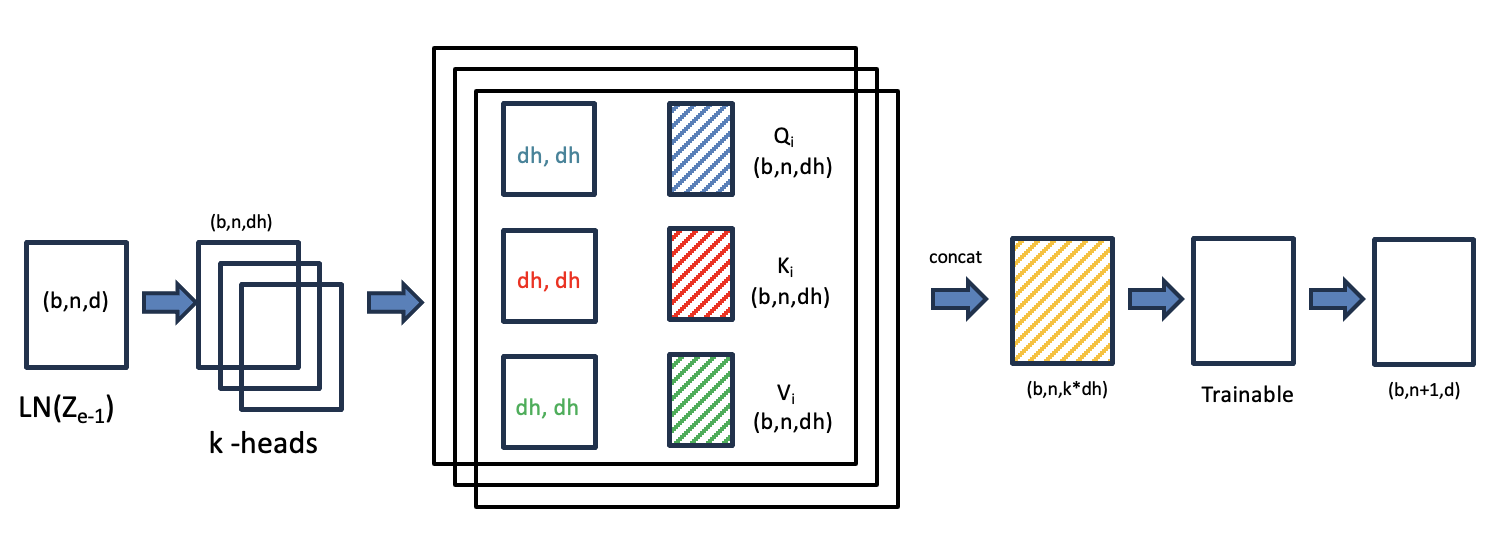 (b,n,d)
LN(Ze-1)
(b,n,dh)
k -heads
dh, dh
Qi
(b,n,dh)
dh, dh
Ki
(b,n,dh)
dh, dh
Vi
(b,n,dh)
concat
(b,n,k*dh)
Trainable
(b,n+1,d)